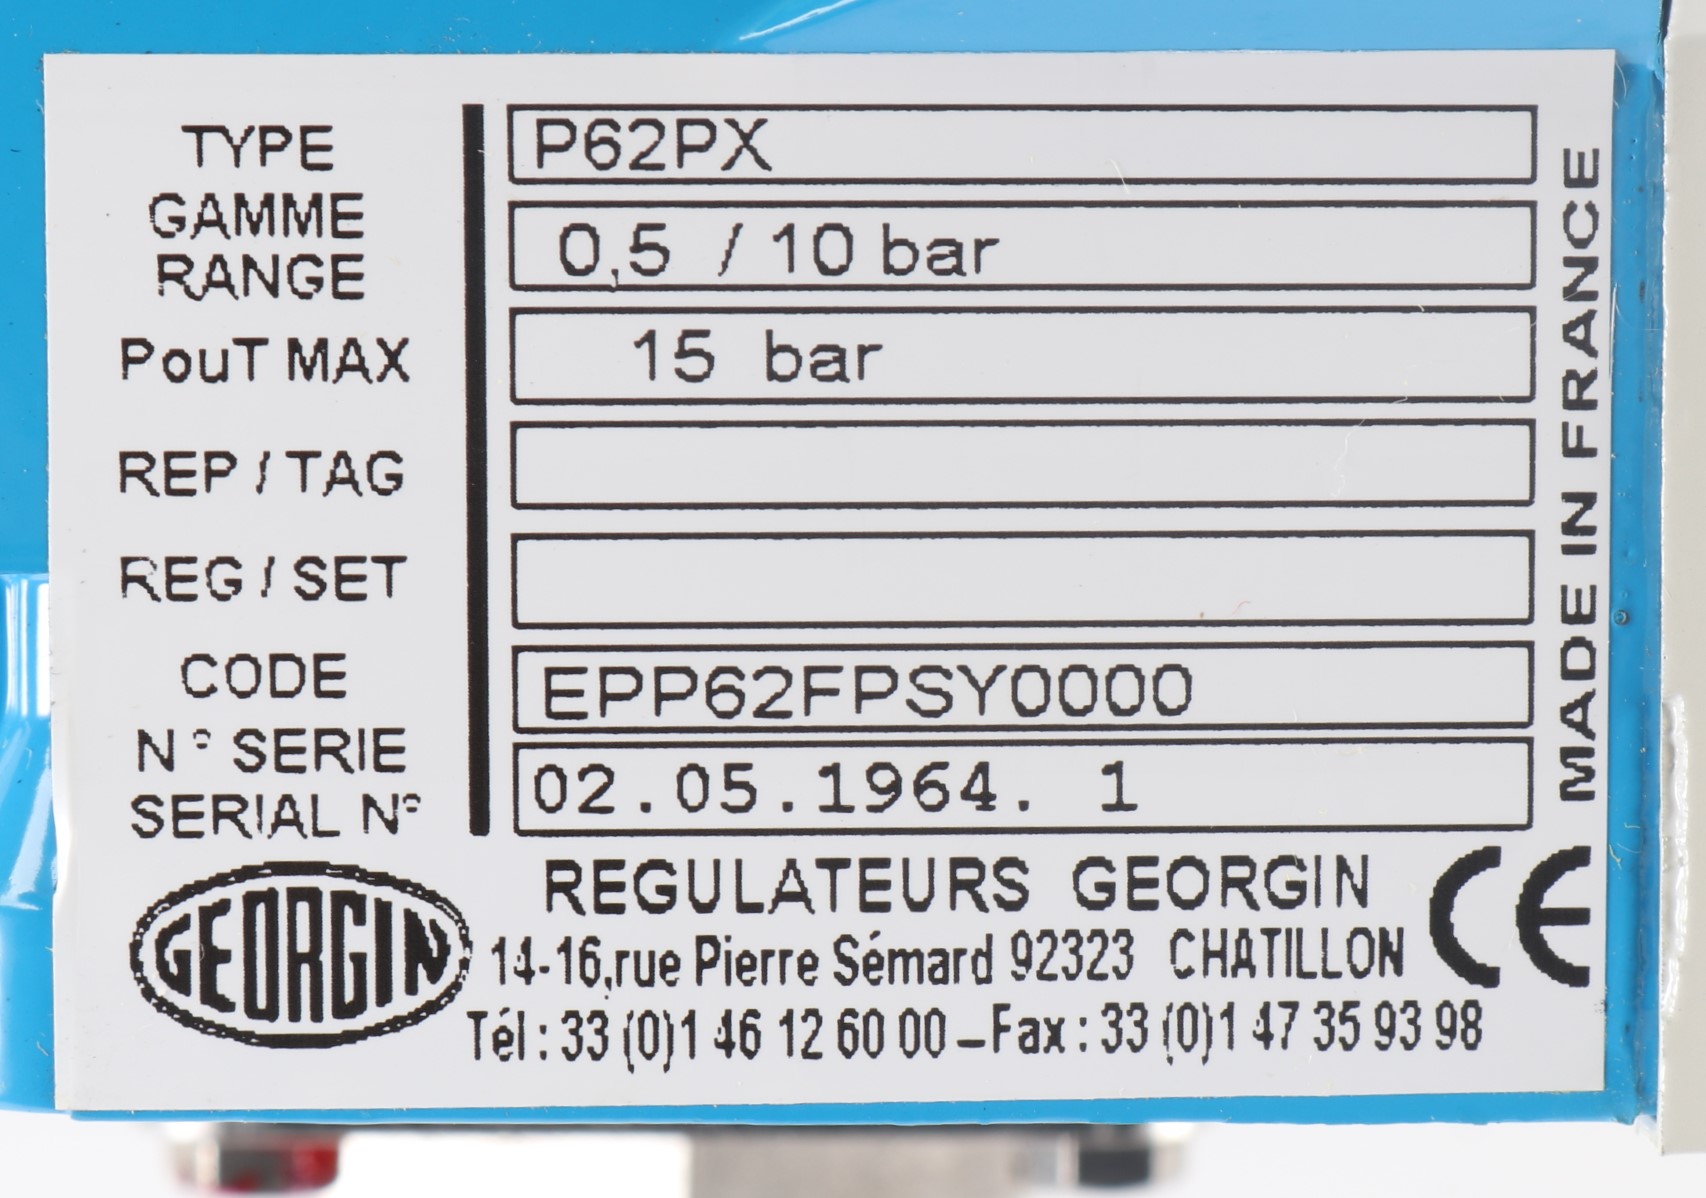 TYPE P62PX
GAMME
RANGE 0,5 / 10 bar
PouT MAX 15 bar
REP / TAG
REG / SET
CODE EPP62FPSY0000
N° SERIE
SERIAL N° 02.05.1964. 1
MADE IN FRANCE
GEORGIN
REGULATEURS GEORGIN
14-16,rue Pierre Sémard 92323 CHATILLON
Tél : 33 (0)1 46 12 60 00 – Fax : 33 (0)1 47 35 93 98
CE